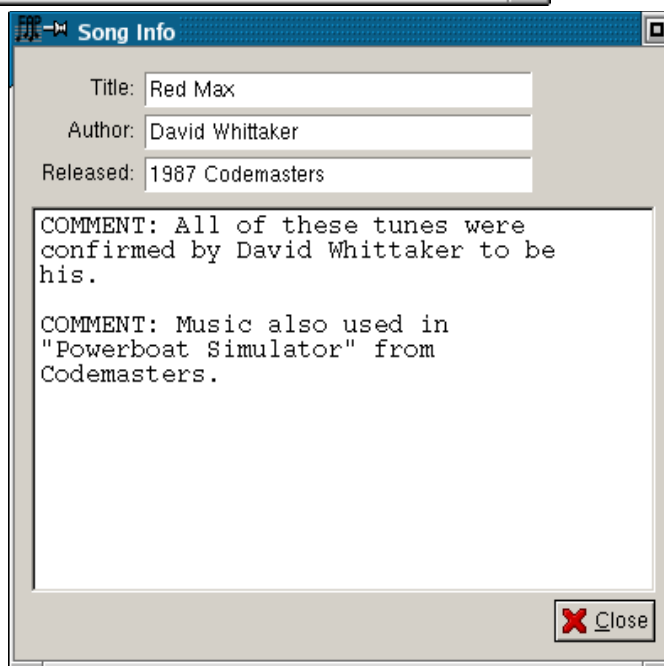 Song Info
Title: Red Max
Author: David Whittaker
Released: 1987 Codemasters
COMMENT: All of these tunes were
confirmed by David Whittaker to be
his.
COMMENT: Music also used in
"Powerboat Simulator" from
Codemasters.
Close